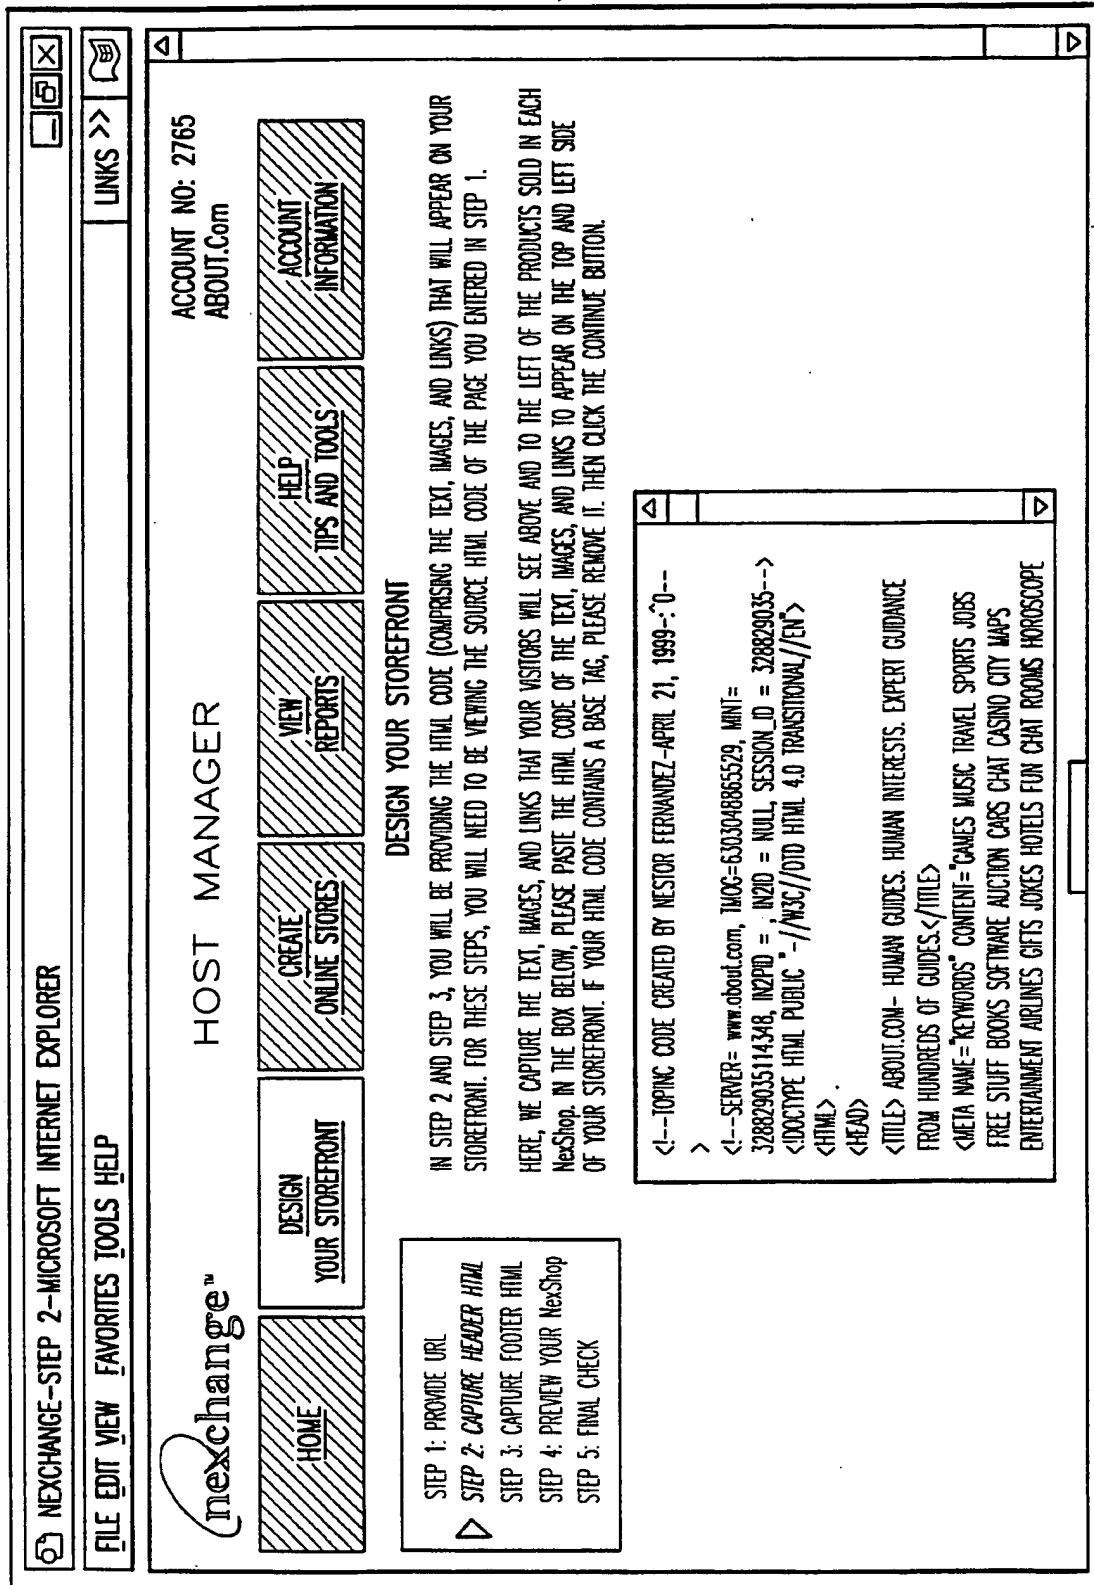 NEXCHANGE-STEP 2-MICROSOFT INTERNET EXPLORER
FILE EDIT VIEW FAVORITES TOOLS HELP
LINKS >>
nexchange™
HOST MANAGER
ACCOUNT NO: 2765
ABOUT.Com
HOME
DESIGN
YOUR STOREFRONT
CREATE
ONLINE STORES
VIEW
REPORTS
HELP
TIPS AND TOOLS
ACCOUNT
INFORMATION
STEP 1: PROVIDE URL
STEP 2: CAPTURE HEADER HTML
STEP 3: CAPTURE FOOTER HTML
STEP 4: PREVIEW YOUR NexShop
STEP 5: FINAL CHECK
DESIGN YOUR STOREFRONT
IN STEP 2 AND STEP 3, YOU WILL BE PROVIDING THE HTML CODE (COMPRISING THE TEXT, IMAGES, AND LINKS) THAT WILL APPEAR ON YOUR
STOREFRONT. FOR THESE STEPS, YOU WILL NEED TO BE VIEWING THE SOURCE HTML CODE OF THE PAGE YOU ENTERED IN STEP 1.
HERE, WE CAPTURE THE TEXT, IMAGES, AND LINKS THAT YOUR VISITORS WILL SEE ABOVE AND TO THE LEFT OF THE PRODUCTS SOLD IN EACH
NexShop. IN THE BOX BELOW, PLEASE PASTE THE HTML CODE OF THE TEXT, IMAGES, AND LINKS TO APPEAR ON THE TOP AND LEFT SIDE
OF YOUR STOREFRONT. IF YOUR HTML CODE CONTAINS A BASE TAG, PLEASE REMOVE IT. THEN CLICK THE CONTINUE BUTTON.
<!--TOPINC CODE CREATED BY NESTOR FERNANDEZ-APRIL 21, 1999-:^0--
>
<!--SERVER= www.about.com, TMOG=63030488655​29, MINT=
32882903511​4348, IN2PID = , IN2ID = NULL, SESSION_ID = 328829035-->
<!DOCTYPE HTML PUBLIC "-//W3C//DTD HTML 4.0 TRANSITIONAL//EN">
<HTML>
<HEAD>
<TITLE> ABOUT.COM- HUMAN GUIDES. HUMAN INTERESTS. EXPERT GUIDANCE
FROM HUNDREDS OF GUIDES.</TITLE>
<META NAME="KEYWORDS" CONTENT="GAMES MUSIC TRAVEL SPORTS JOBS
FREE STUFF BOOKS SOFTWARE AUCTION CARS CHAT CASINO CITY MAPS
ENTERTAINMENT AIRLINES GIFTS JOKES HOTELS FUN CHAT ROOMS HOROSCOPE